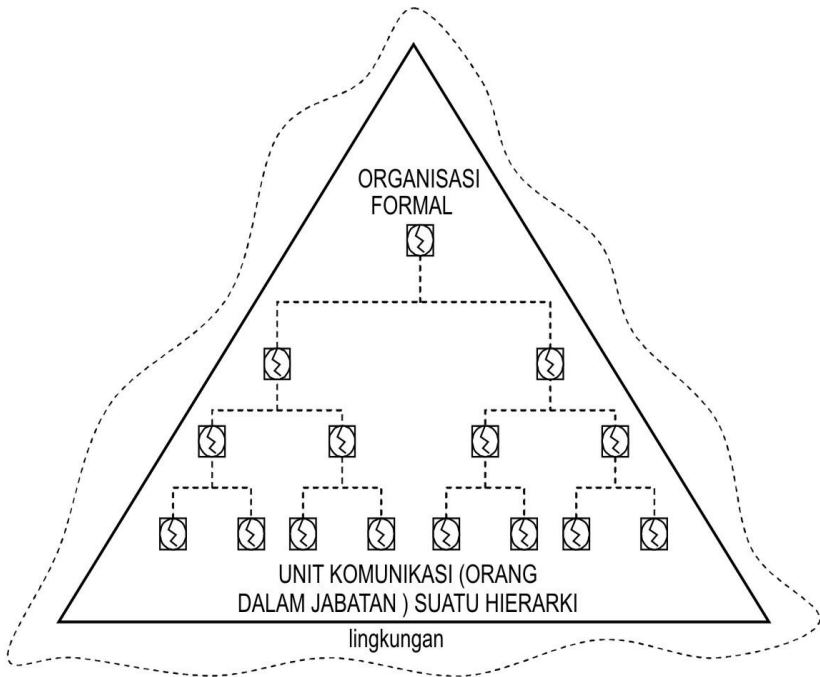 ORGANISASI
FORMAL
UNIT KOMUNIKASI (ORANG
DALAM JABATAN ) SUATU HIERARKI
lingkungan